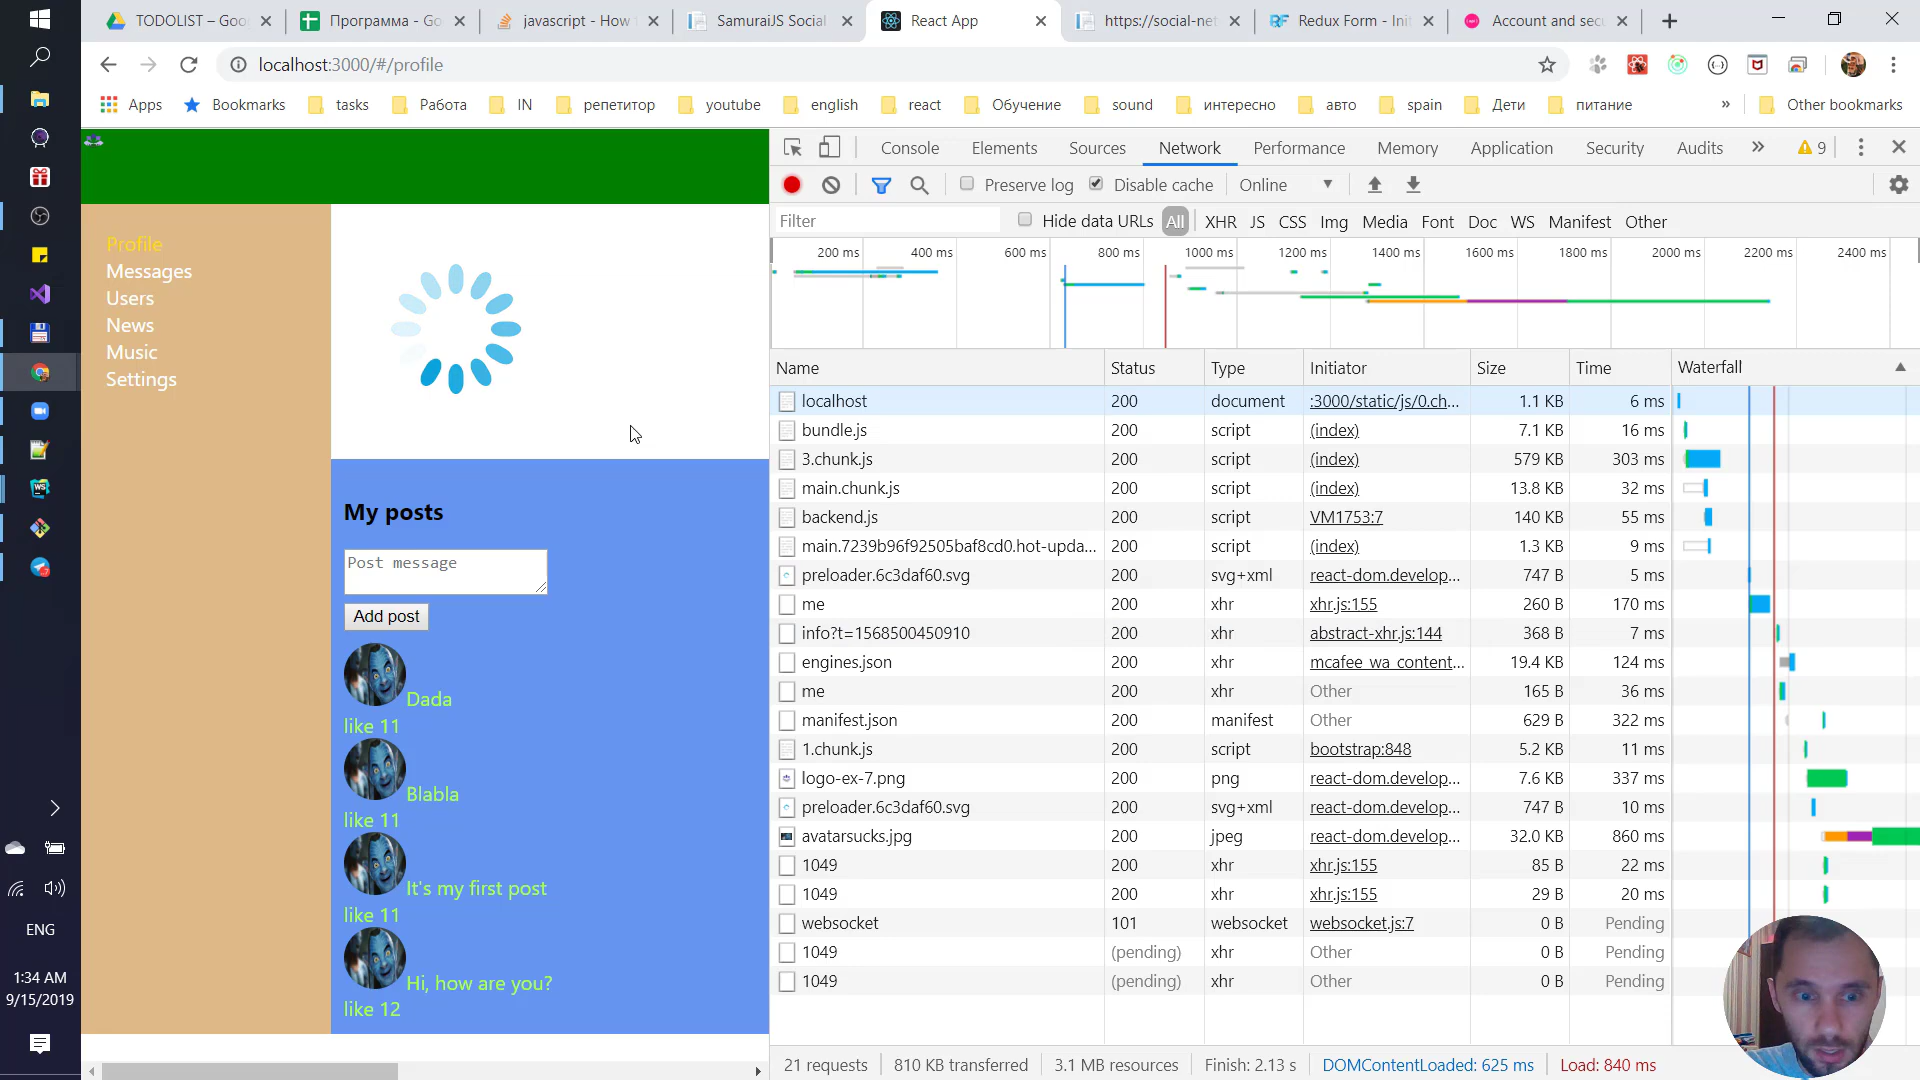 TODOLIST – Goo
Программа - Go
javascript - How
SamuraiJS Social
React App
https://social-net
Redux Form - Init
Account and secu
localhost:3000/#/profile
Apps
Bookmarks
tasks
Работа
IN
репетитор
youtube
english
react
Обучение
sound
интересно
авто
spain
Дети
питание
»
Other bookmarks
Console
Elements
Sources
Network
Performance
Memory
Application
Security
Audits
»
9
Preserve log
Disable cache
Online
Filter
Hide data URLs
All
XHR
JS
CSS
Img
Media
Font
Doc
WS
Manifest
Other
200 ms
400 ms
600 ms
800 ms
1000 ms
1200 ms
1400 ms
1600 ms
1800 ms
2000 ms
2200 ms
2400 ms
Name
Status
Type
Initiator
Size
Time
Waterfall
localhost 200 document :3000/static/js/0.ch... 1.1 KB 6 ms
bundle.js 200 script (index) 7.1 KB 16 ms
3.chunk.js 200 script (index) 579 KB 303 ms
main.chunk.js 200 script (index) 13.8 KB 32 ms
backend.js 200 script VM1753:7 140 KB 55 ms
main.7239b96f92505baf8cd0.hot-upda... 200 script (index) 1.3 KB 9 ms
preloader.6c3daf60.svg 200 svg+xml react-dom.develop... 747 B 5 ms
me 200 xhr xhr.js:155 260 B 170 ms
info?t=1568500450910 200 xhr abstract-xhr.js:144 368 B 7 ms
engines.json 200 xhr mcafee_wa_content... 19.4 KB 124 ms
me 200 xhr Other 165 B 36 ms
manifest.json 200 manifest Other 629 B 322 ms
1.chunk.js 200 script bootstrap:848 5.2 KB 11 ms
logo-ex-7.png 200 png react-dom.develop... 7.6 KB 337 ms
preloader.6c3daf60.svg 200 svg+xml react-dom.develop... 747 B 10 ms
avatarsucks.jpg 200 jpeg react-dom.develop... 32.0 KB 860 ms
1049 200 xhr xhr.js:155 85 B 22 ms
1049 200 xhr xhr.js:155 29 B 20 ms
websocket 101 websocket websocket.js:7 0 B Pending
1049 (pending) xhr Other 0 B Pending
1049 (pending) xhr Other 0 B Pending
21 requests
810 KB transferred
3.1 MB resources
Finish: 2.13 s
DOMContentLoaded: 625 ms
Load: 840 ms
Profile
Messages
Users
News
Music
Settings
My posts
Post message
Add post
Dada
like 11
Blabla
like 11
It's my first post
like 11
Hi, how are you?
like 12
WS
ENG
1:34 AM
9/15/2019